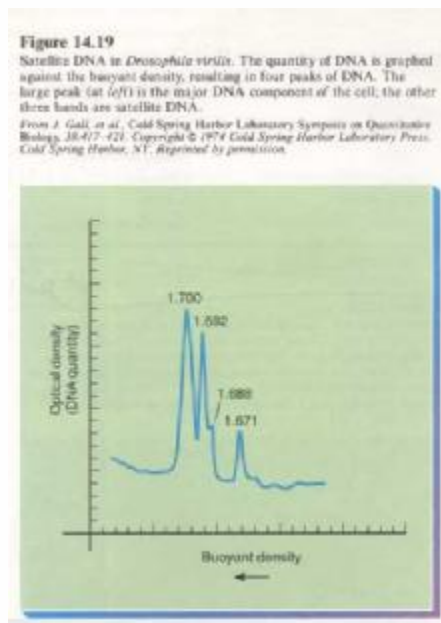 Figure 14.19
Satellite DNA in Drosophila virilis. The quantity of DNA is graphed
against the buoyant density, resulting in four peaks of DNA. The
large peak (at left) is the major DNA component of the cell; the other
three bands are satellite DNA.
From J. Gall, et al., Cold Spring Harbor Laboratory Symposia on Quantitative
Biology, 38:417-421. Copyright © 1974 Cold Spring Harbor Laboratory Press.
Cold Spring Harbor, NY. Reprinted by permission.
1.700
1.692
1.688
1.671
Optical density
(DNA quantity)
Buoyant density